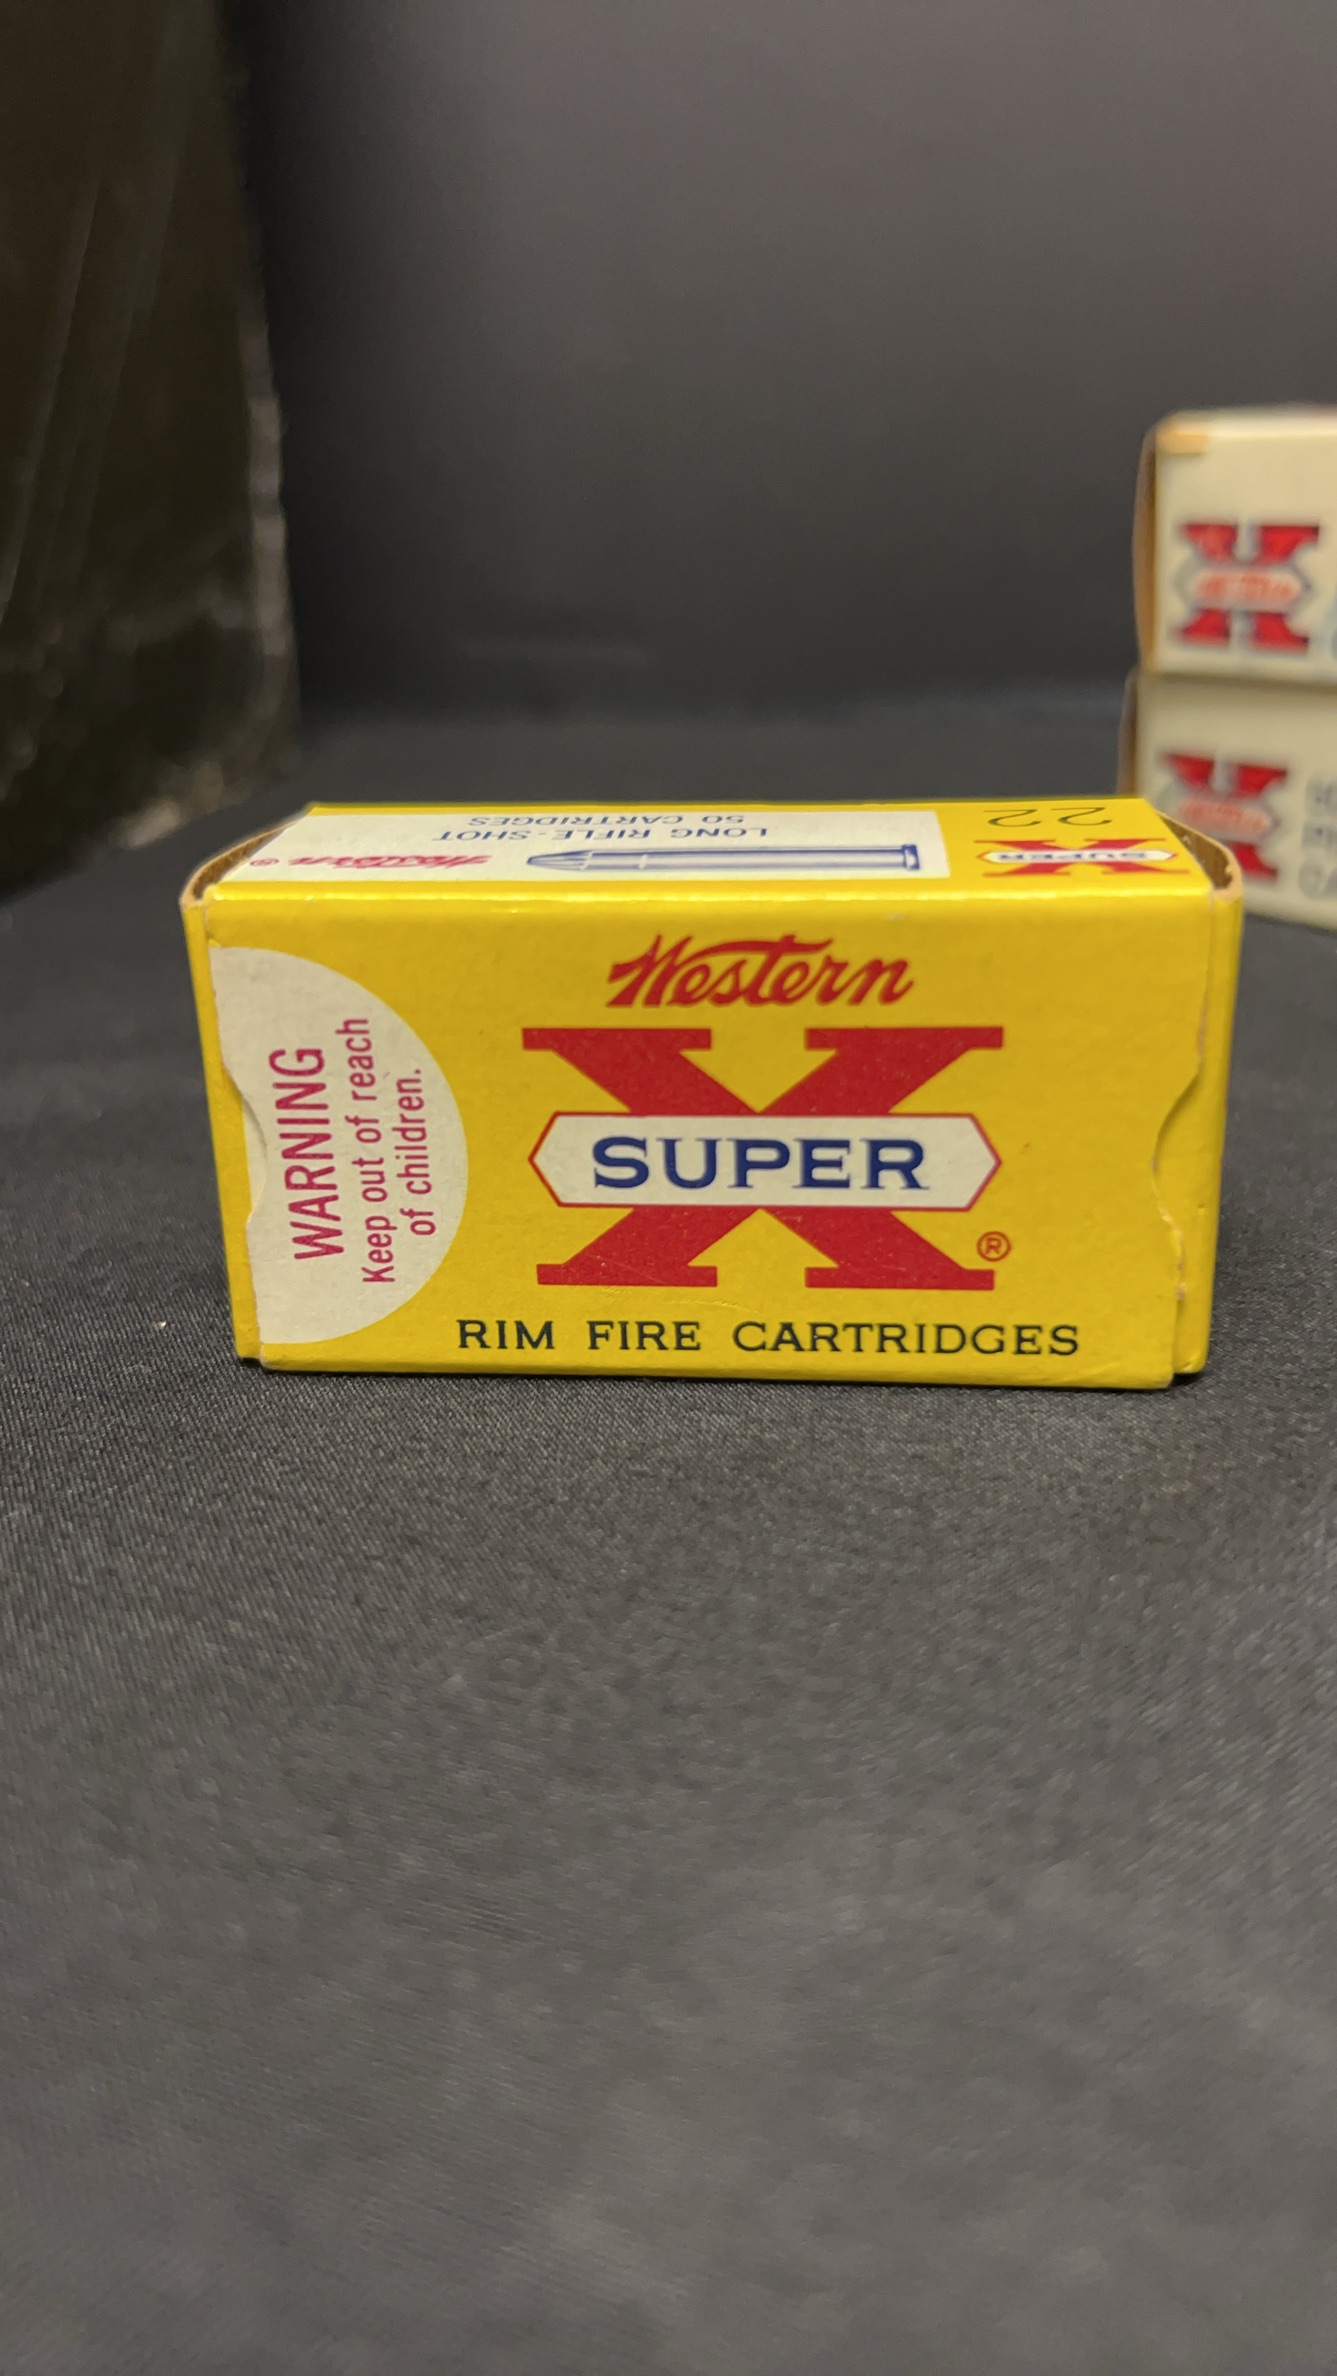 LONG RIFLE-SHOT
50 CARTRIDGES
Western ®
22
SUPER X
Western
X
SUPER
®
RIM FIRE CARTRIDGES
WARNING
Keep out of reach
of children.
X
X